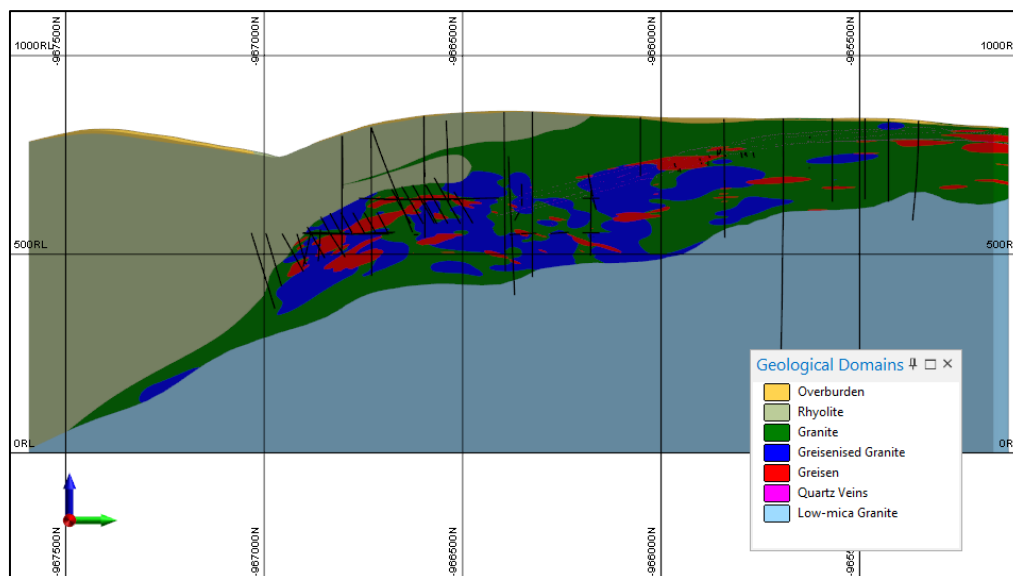 -967500N
-967000N
-966500N
-966000N
-965500N
1000RL
1000RL
500RL
500RL
0RL
Geological Domains
Overburden
Rhyolite
Granite
Greisenised Granite
Greisen
Quartz Veins
Low-mica Granite
-967500N
-967000N
-966500N
-966000N